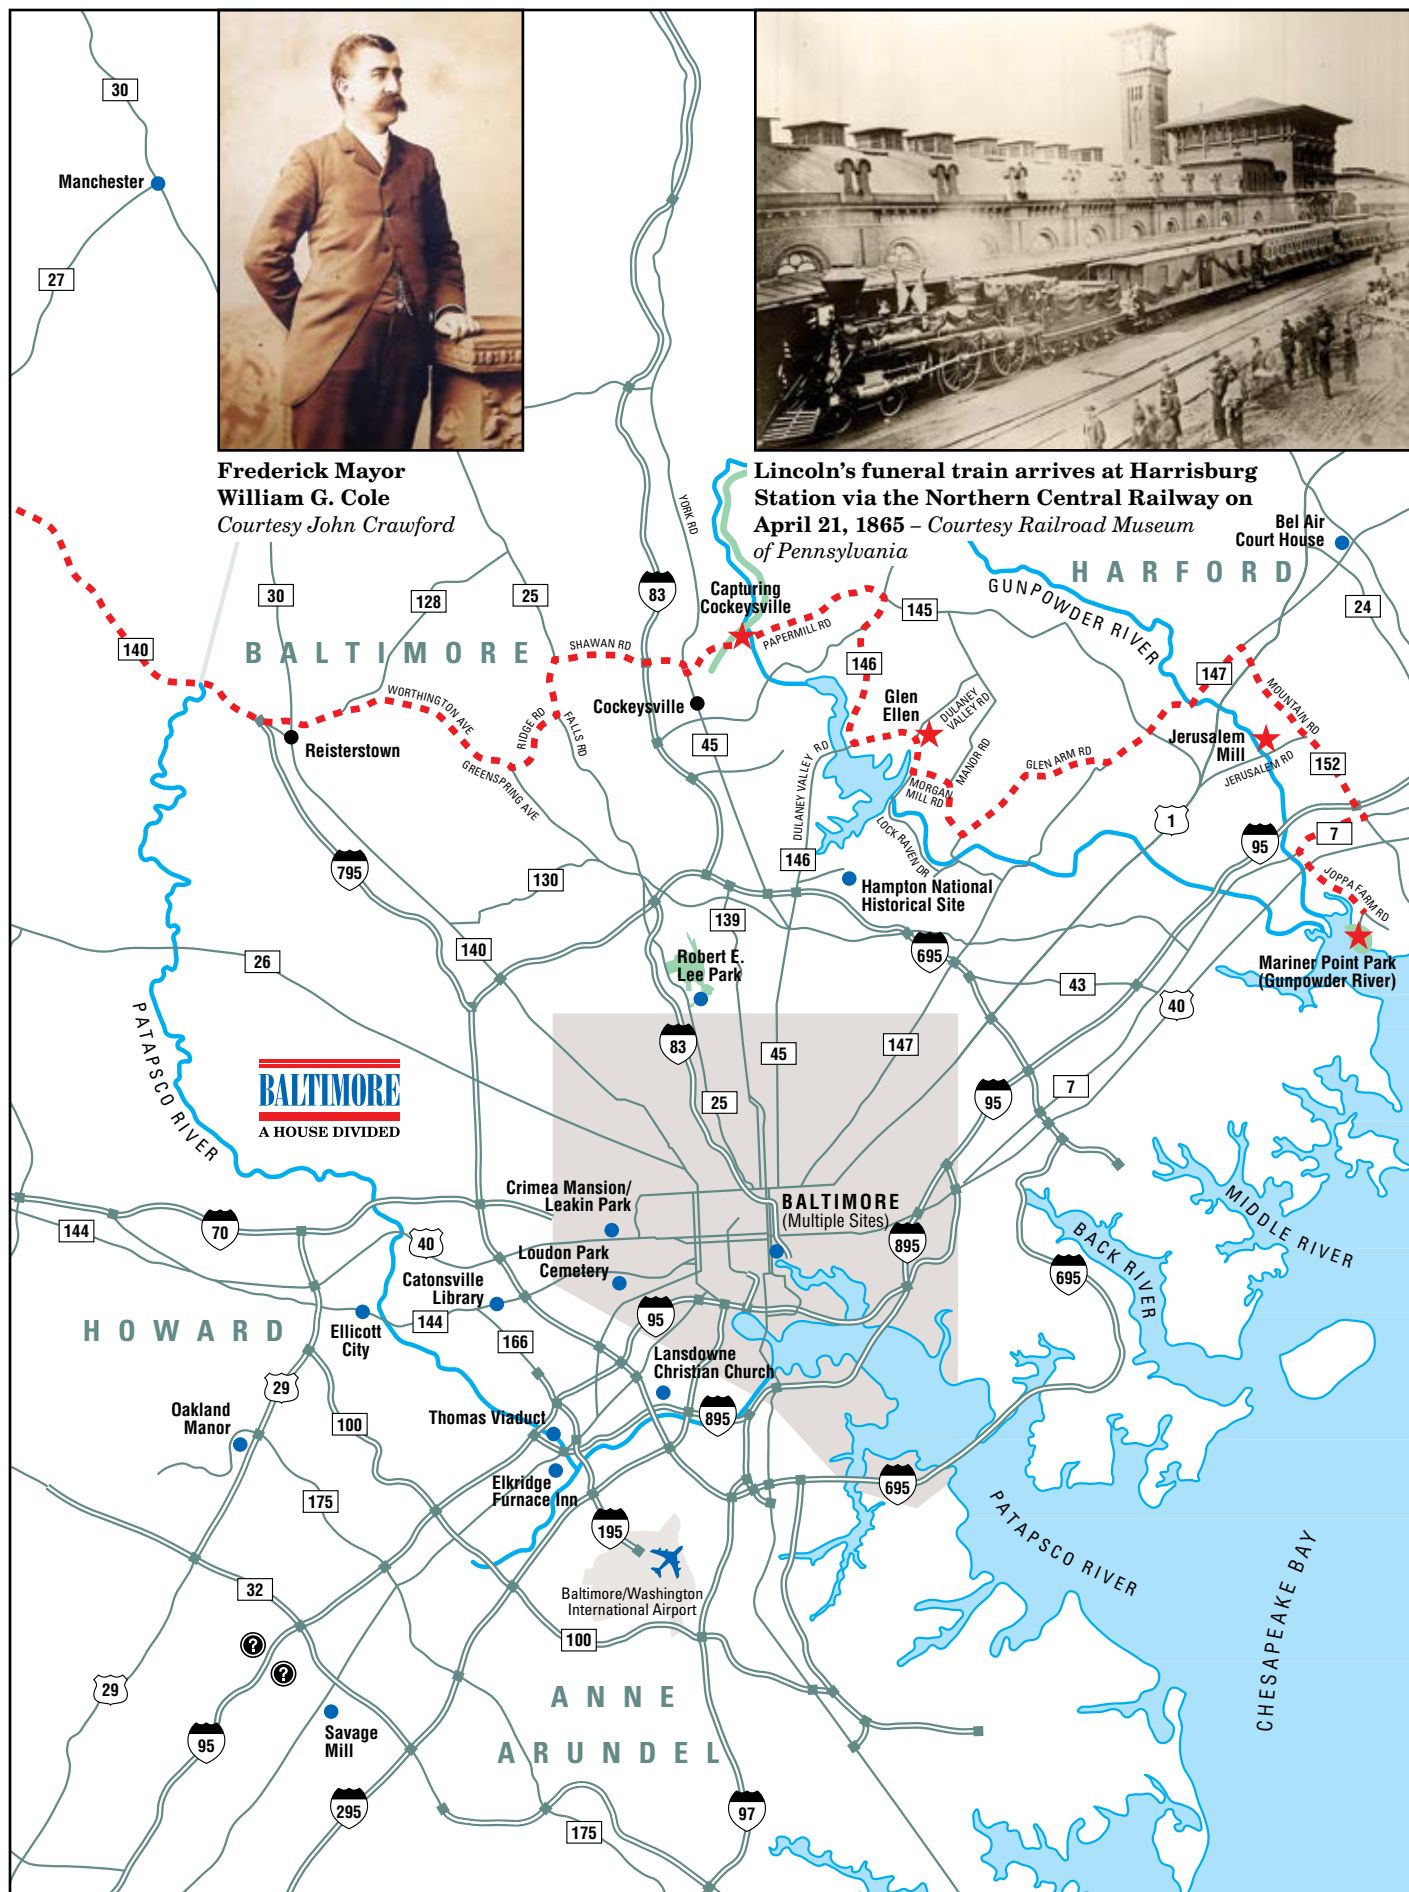 30
Manchester
27
Frederick Mayor
William G. Cole
Courtesy John Crawford
Lincoln’s funeral train arrives at Harrisburg
Station via the Northern Central Railway on
April 21, 1865 – Courtesy Railroad Museum
of Pennsylvania
YORK RD
Bel Air
Court House
HARFORD
GUNPOWDER RIVER
24
30
128
25
83
Capturing
Cockeysville
145
140
BALTIMORE
SHAWAN RD
PAPERMILL RD
146
147
MOUNTAIN RD
WORTHINGTON AVE
RIDGE RD
FALLS RD
Cockeysville
Glen
Ellen
DULANEY
VALLEY RD
Reisterstown
45
DULANEY VALLEY RD
MANOR RD
GLEN ARM RD
Jerusalem
Mill
JERUSALEM RD
152
GREENSPRING AVE
MORGAN
MILL RD
LOCK RAVEN DR
1
95
7
795
146
130
Hampton National
Historical Site
JOPPA FARM RD
139
140
26
Robert E.
Lee Park
695
43
40
Mariner Point Park
(Gunpowder River)
PATAPSCO RIVER
83
45
147
BALTIMORE
A HOUSE DIVIDED
25
95
7
Crimea Mansion/
Leakin Park
BALTIMORE
(Multiple Sites)
MIDDLE RIVER
BACK RIVER
144
70
40
Loudon Park
Cemetery
895
695
Catonsville
Library
HOWARD
Ellicott
City
144
166
95
Lansdowne
Christian Church
29
Oakland
Manor
100
Thomas Viaduct
895
Elkridge
Furnace Inn
695
175
195
PATAPSCO RIVER
CHESAPEAKE BAY
32
Baltimore/Washington
International Airport
100
?
?
29
ANNE
ARUNDEL
Savage
Mill
95
295
97
175